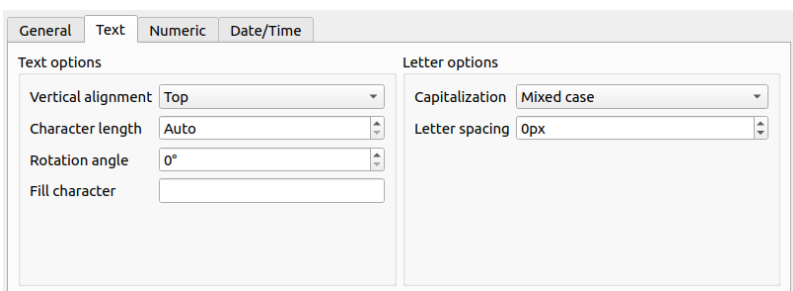 General Text Numeric Date/Time
Text options
Vertical alignment Top
Character length Auto
Rotation angle 0°
Fill character
Letter options
Capitalization Mixed case
Letter spacing 0px